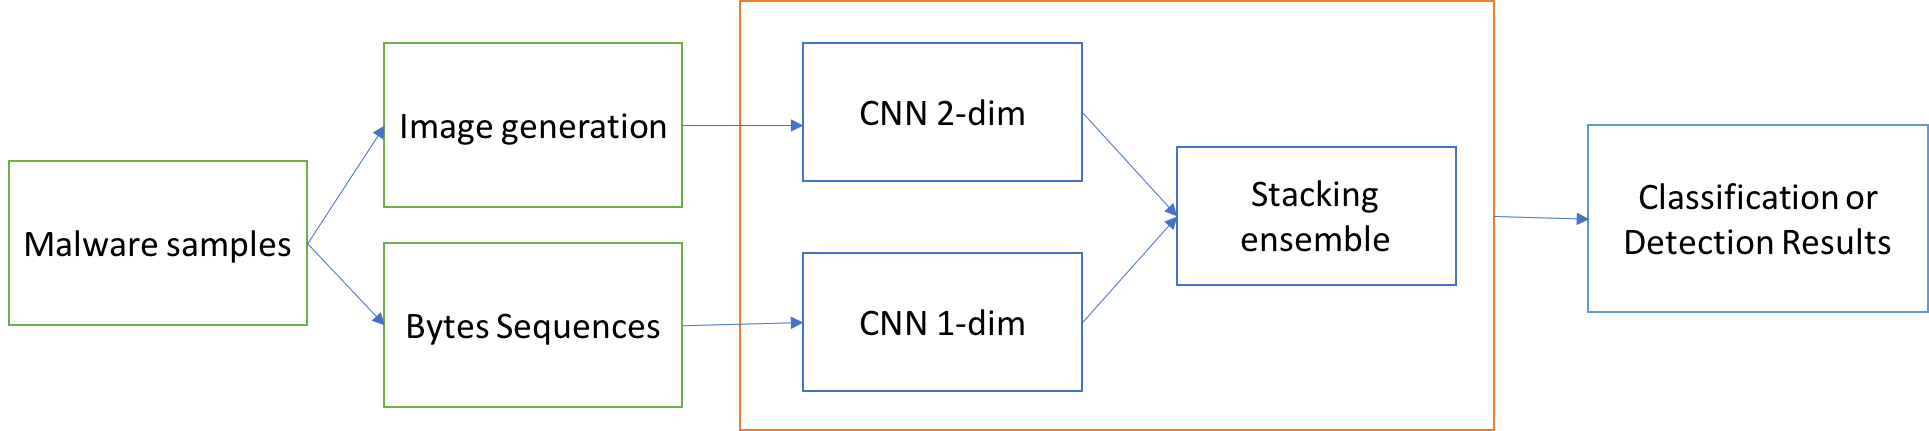 Malware samples
Image generation
Bytes Sequences
CNN 2-dim
CNN 1-dim
Stacking
ensemble
Classification or
Detection Results